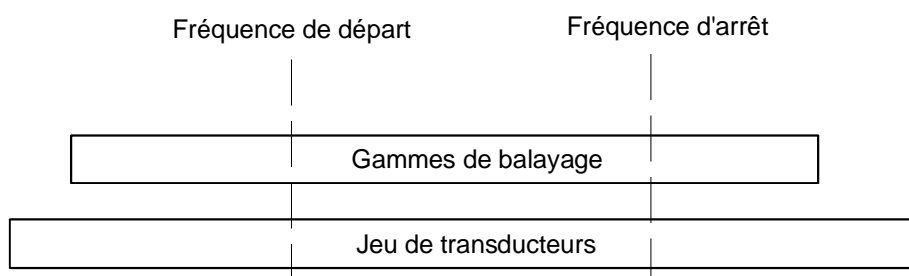 Fréquence de départ
Fréquence d'arrêt
Gammes de balayage
Jeu de transducteurs